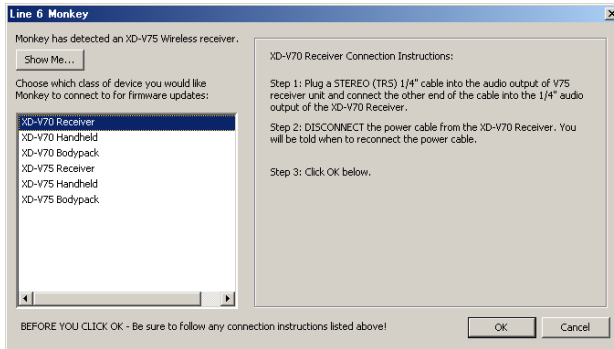 Line 6 Monkey
Monkey has detected an XD-V75 Wireless receiver.
Show Me...
Choose which class of device you would like
Monkey to connect to for firmware updates:
XD-V70 Receiver
XD-V70 Handheld
XD-V70 Bodypack
XD-V75 Receiver
XD-V75 Handheld
XD-V75 Bodypack
XD-V70 Receiver Connection Instructions:
Step 1: Plug a STEREO (TRS) 1/4" cable into the audio output of V75
receiver unit and connect the other end of the cable into the 1/4" audio
output of the XD-V70 Receiver.
Step 2: DISCONNECT the power cable from the XD-V70 Receiver. You
will be told when to reconnect the power cable.
Step 3: Click OK below.
BEFORE YOU CLICK OK - Be sure to follow any connection instructions listed above!
OK
Cancel